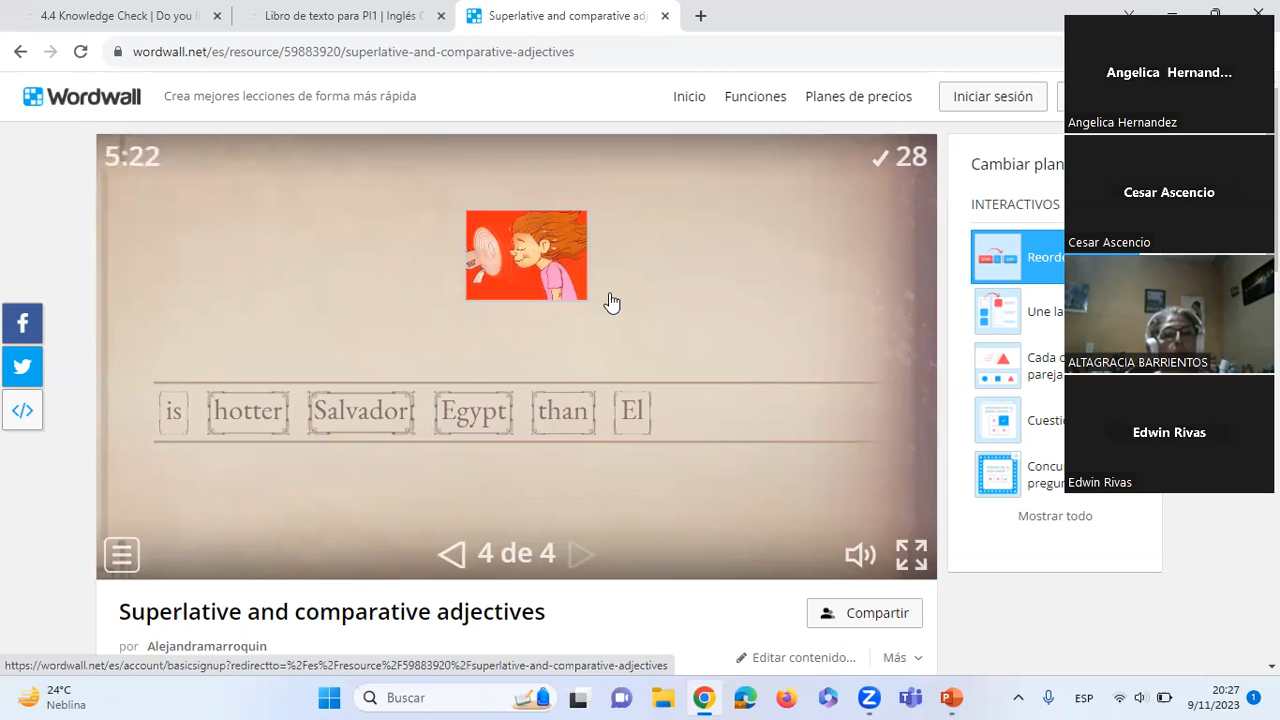 4.4 Knowledge Check | Do you l
Libro de texto para PI1 | Inglés C
Superlative and comparative adj
wordwall.net/es/resource/59883920/superlative-and-comparative-adjectives
Wordwall
Crea mejores lecciones de forma más rápida
Inicio
Funciones
Planes de precios
Iniciar sesión
5:22
28
is hotter Salvador Egypt than El
4 de 4
Superlative and comparative adjectives
Compartir
por Alejandramarroquin
Editar contenido...
Más
https://wordwall.net/es/account/basicsignup?redirectto=%2Fes%2Fresource%2F59883920%2Fsuperlative-and-comparative-adjectives
Cambiar plan
INTERACTIVOS
Reord
Une la
Cada o
pareja
Cuesti
Concu
pregun
Mostrar todo
Angelica Hernand...
Angelica Hernandez
Cesar Ascencio
Cesar Ascencio
ALTAGRACIA BARRIENTOS
Edwin Rivas
Edwin Rivas
24°C
Neblina
Buscar
ESP
20:27
9/11/2023
1